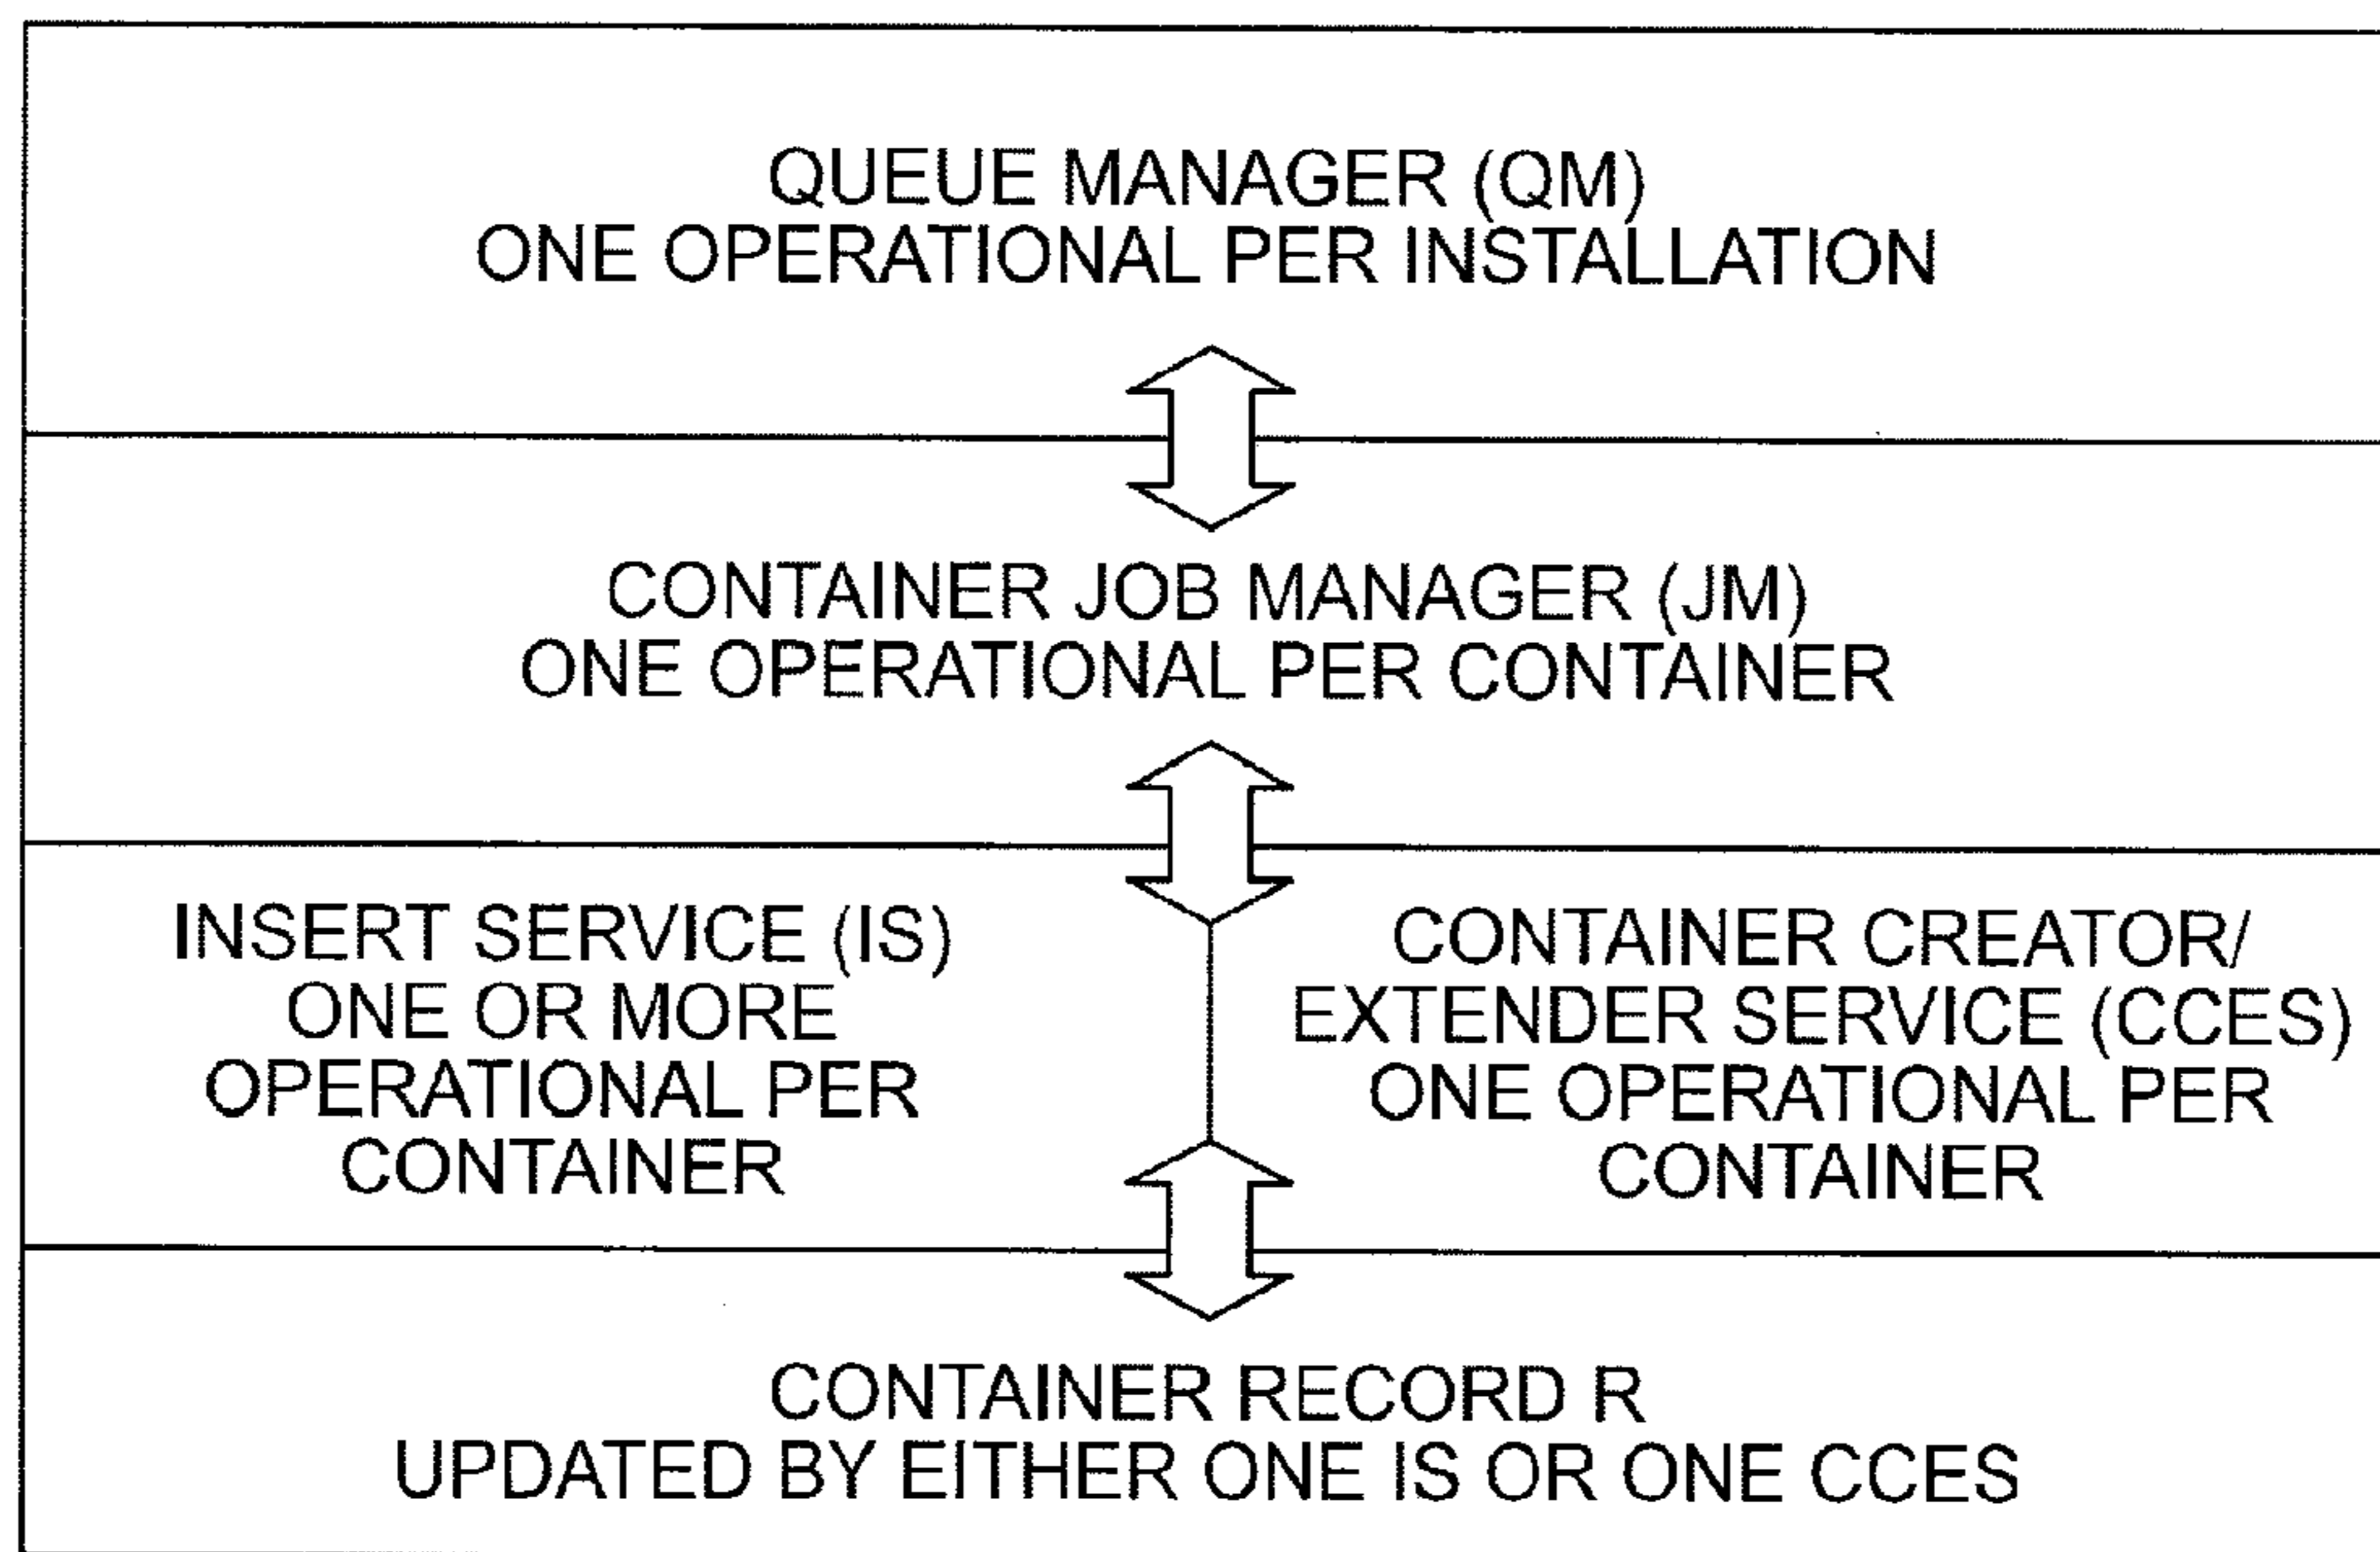 QUEUE MANAGER (QM)
ONE OPERATIONAL PER INSTALLATION
CONTAINER JOB MANAGER (JM)
ONE OPERATIONAL PER CONTAINER
INSERT SERVICE (IS)
ONE OR MORE
OPERATIONAL PER
CONTAINER
CONTAINER CREATOR/
EXTENDER SERVICE (CCES)
ONE OPERATIONAL PER
CONTAINER
CONTAINER RECORD R
UPDATED BY EITHER ONE IS OR ONE CCES